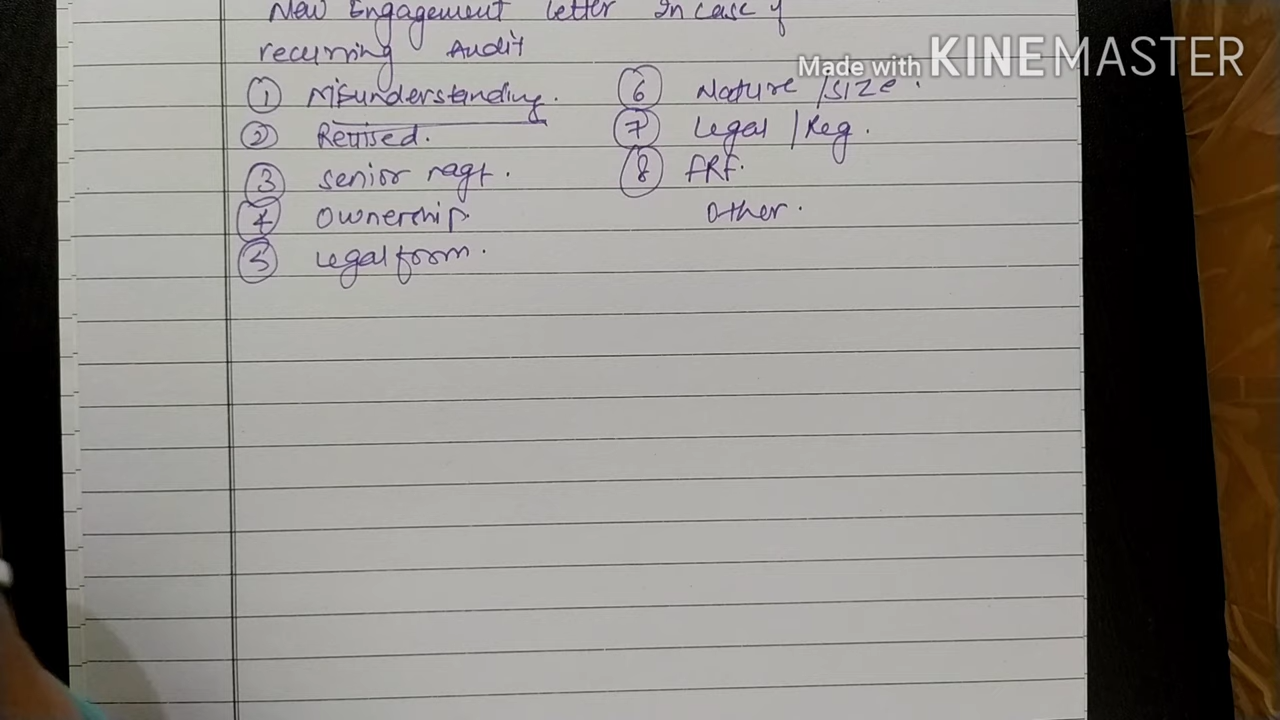 New Engagement letter In case of
recurring Audit
Made with KINEMASTER
① Misunderstanding.
② Revised.
③ senior mgt.
④ Ownership.
⑤ Legal form.
⑥ Nature /size.
⑦ Legal / Reg.
⑧ FRF.
Other.